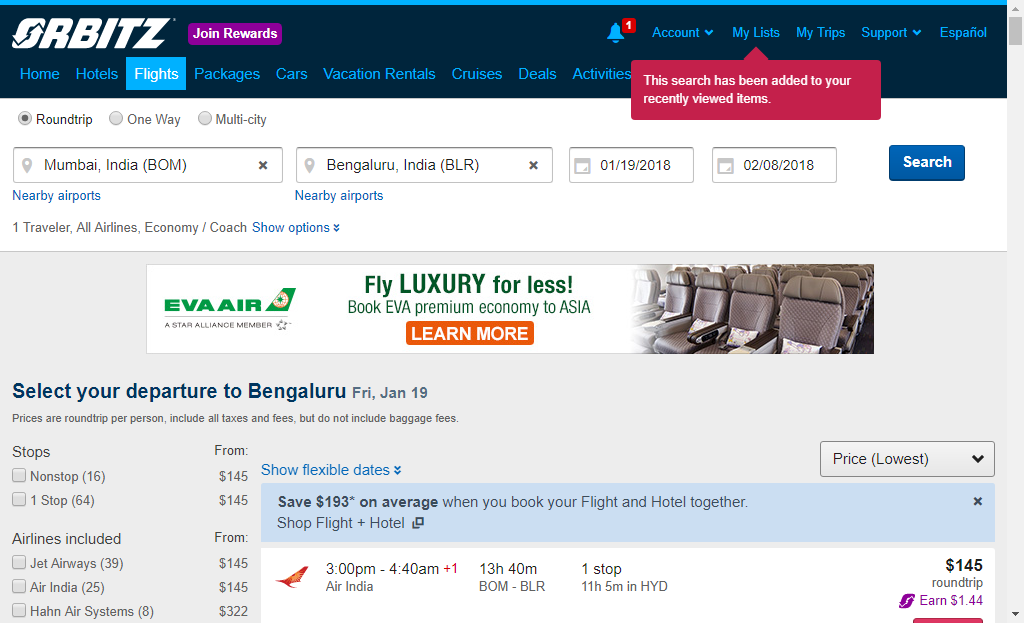 ORBITZ Join Rewards
1
Account My Lists My Trips Support Español
Home Hotels Flights Packages Cars Vacation Rentals Cruises Deals Activities
This search has been added to your
recently viewed items.
Roundtrip One Way Multi-city
Mumbai, India (BOM) Bengaluru, India (BLR) 01/19/2018 02/08/2018 Search
Nearby airports Nearby airports
1 Traveler, All Airlines, Economy / Coach Show options
EVA AIR
A STAR ALLIANCE MEMBER
Fly LUXURY for less!
Book EVA premium economy to ASIA
LEARN MORE
Select your departure to Bengaluru Fri, Jan 19
Prices are roundtrip per person, include all taxes and fees, but do not include baggage fees.
Stops From:
Nonstop (16) $145
1 Stop (64) $145
Airlines included From:
Jet Airways (39) $145
Air India (25) $145
Hahn Air Systems (8) $322
Show flexible dates
Price (Lowest)
Save $193* on average when you book your Flight and Hotel together.
Shop Flight + Hotel
3:00pm - 4:40am +1 13h 40m 1 stop $145
Air India BOM - BLR 11h 5m in HYD roundtrip
Earn $1.44